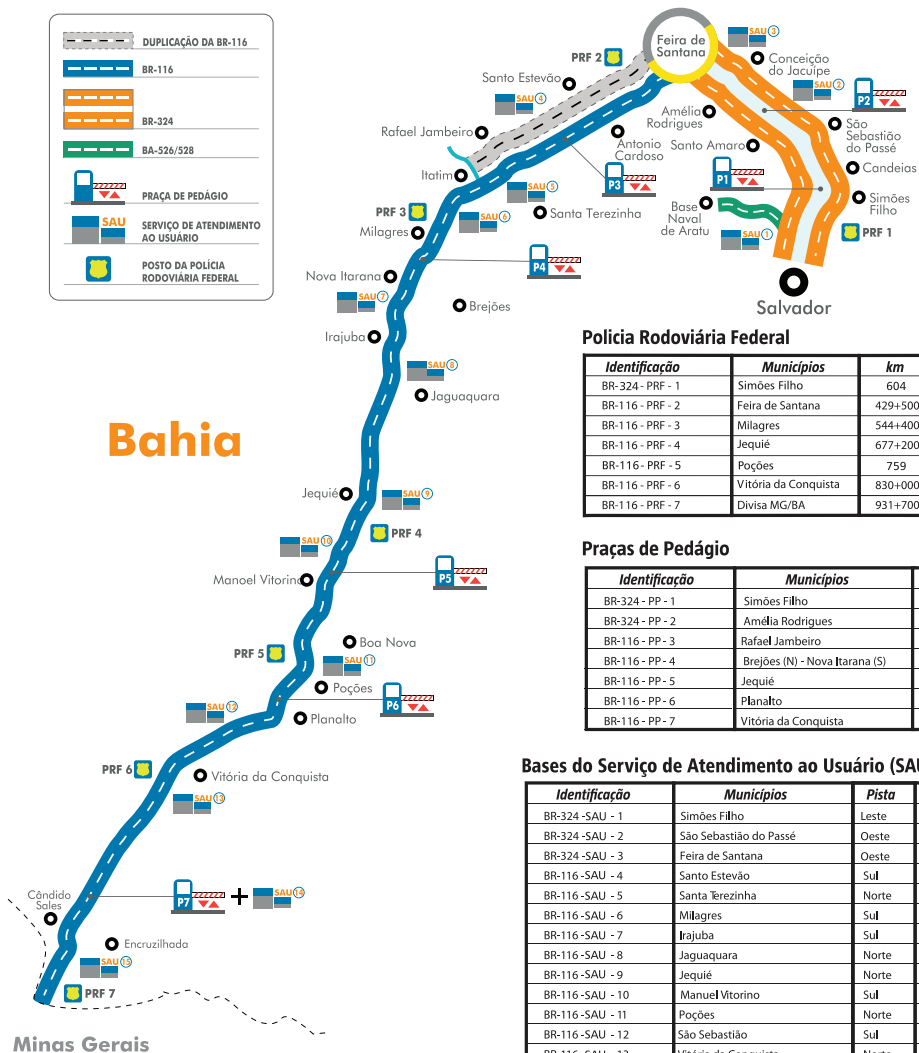 DUPLICAÇÃO DA BR-116
BR-116
BR-324
BA-526/528
PRAÇA DE PEDÁGIO
SAU
SERVIÇO DE ATENDIMENTO
AO USUÁRIO
POSTO DA POLÍCIA
RODOVIÁRIA FEDERAL
Feira de
Santana
SAU 3
PRF 2
Conceição
do Jacuípe
Santo Estevão
SAU 2
SAU 4
P2
Amélia
Rodrigues
São
Sebastião
do Passé
Rafael Jambeiro
Antonio
Cardoso
Santo Amaro
Candeias
Itatim
P3
P1
SAU 5
Simões
Filho
Base
Naval
de Aratu
PRF 3
SAU 6
Santa Terezinha
Milagres
SAU 1
PRF 1
P4
Nova Itarana
SAU 7
Brejões
Salvador
Irajuba
SAU 8
Jaguaquara
Bahia
Jequié
SAU 9
PRF 4
SAU 10
P5
Manoel Vitorino
Boa Nova
PRF 5
SAU 11
Poções
P6
SAU 12
Planalto
PRF 6
Vitória da Conquista
SAU 13
P7 + SAU 14
Cândido
Sales
Encruzilhada
SAU 15
PRF 7
Minas Gerais
Policia Rodoviária Federal
Identificação Municípios km
BR-324- PRF - 1 Simões Filho 604
BR-116 - PRF - 2 Feira de Santana 429+500
BR-116 - PRF - 3 Milagres 544+400
BR-116 - PRF - 4 Jequié 677+200
BR-116 - PRF - 5 Poções 759
BR-116 - PRF - 6 Vitória da Conquista 830+000
BR-116 - PRF - 7 Divisa MG/BA 931+700
Praças de Pedágio
Identificação Municípios
BR-324 - PP - 1 Simões Filho
BR-324 - PP - 2 Amélia Rodrigues
BR-116 - PP - 3 Rafael Jambeiro
BR-116 - PP - 4 Brejões (N) - Nova Itarana (S)
BR-116 - PP - 5 Jequié
BR-116 - PP - 6 Planalto
BR-116 - PP - 7 Vitória da Conquista
Bases do Serviço de Atendimento ao Usuário (SAU
Identificação Municípios Pista
BR-324 -SAU - 1 Simões Filho Leste
BR-324 -SAU - 2 São Sebastião do Passé Oeste
BR-324 -SAU - 3 Feira de Santana Oeste
BR-116 -SAU - 4 Santo Estevão Sul
BR-116 -SAU - 5 Santa Terezinha Norte
BR-116 -SAU - 6 Milagres Sul
BR-116 -SAU - 7 Irajuba Sul
BR-116 -SAU - 8 Jaguaquara Norte
BR-116 -SAU - 9 Jequié Norte
BR-116 -SAU - 10 Manuel Vitorino Sul
BR-116 -SAU - 11 Poções Norte
BR-116 -SAU - 12 São Sebastião Sul